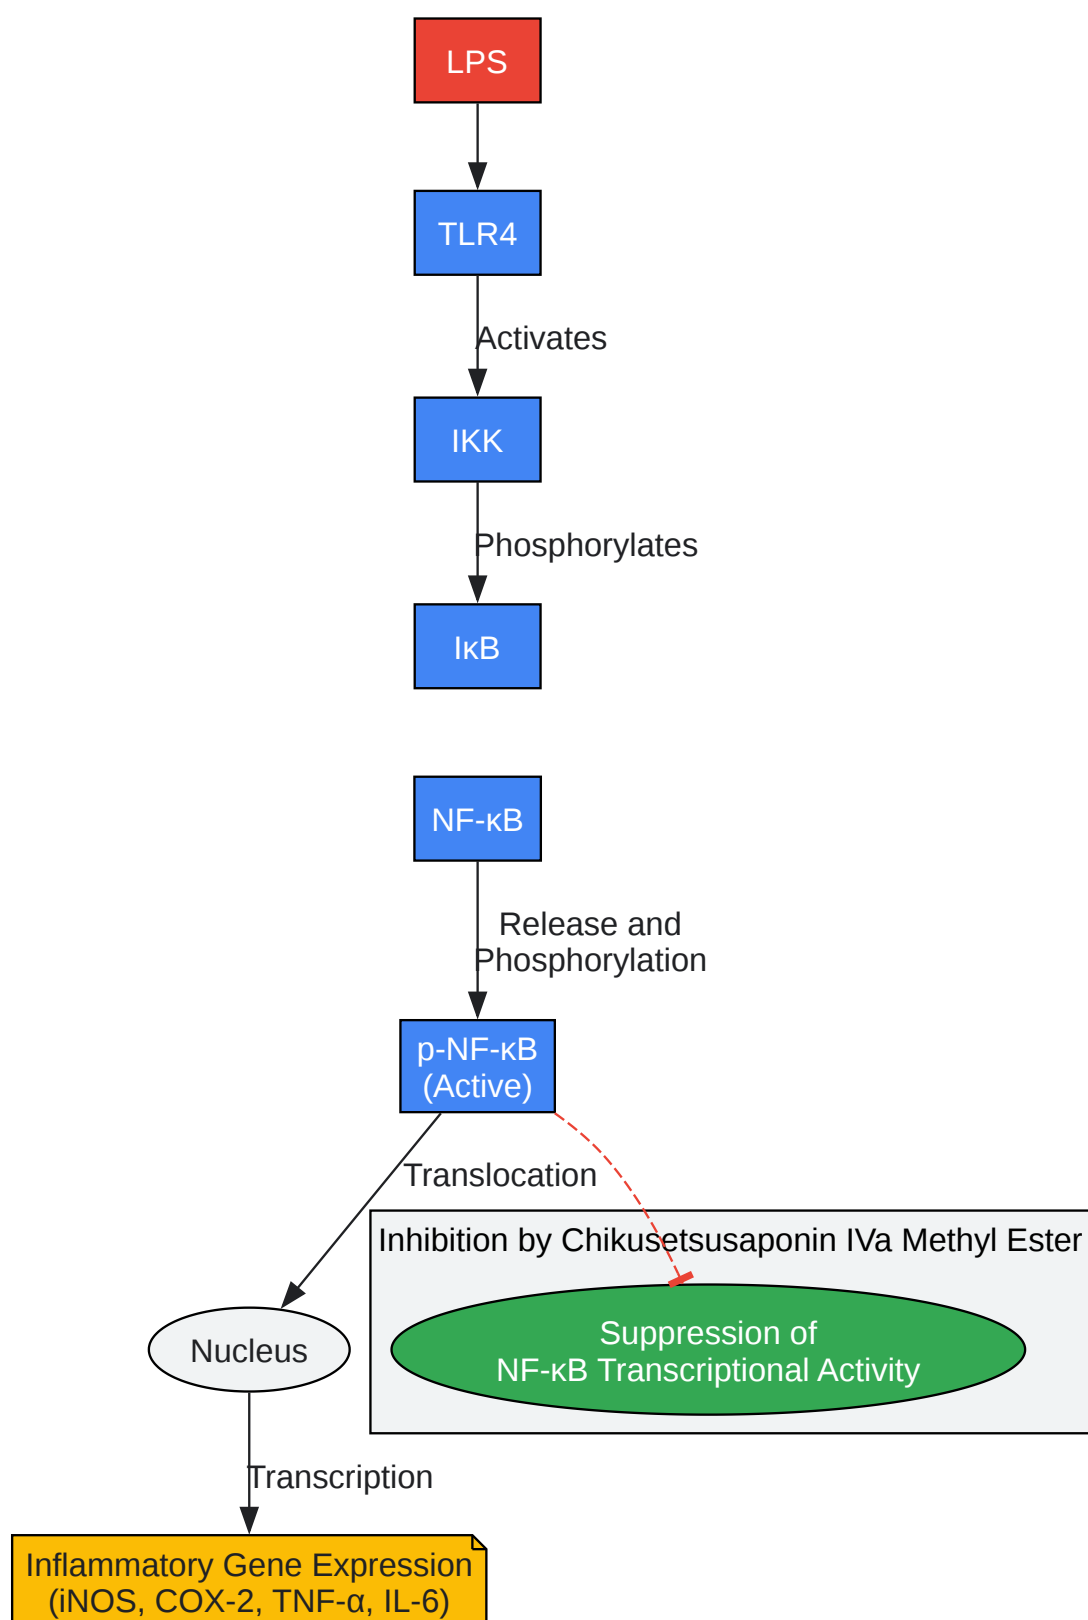 LPS
TLR4
Activates
IKK
Phosphorylates
IκB
NF-κB
Release and
Phosphorylation
p-NF-κB
(Active)
Translocation
Inhibition by Chikusetsusaponin IVa Methyl Ester
Suppression of
NF-κB Transcriptional Activity
Nucleus
Transcription
Inflammatory Gene Expression
(iNOS, COX-2, TNF-α, IL-6)